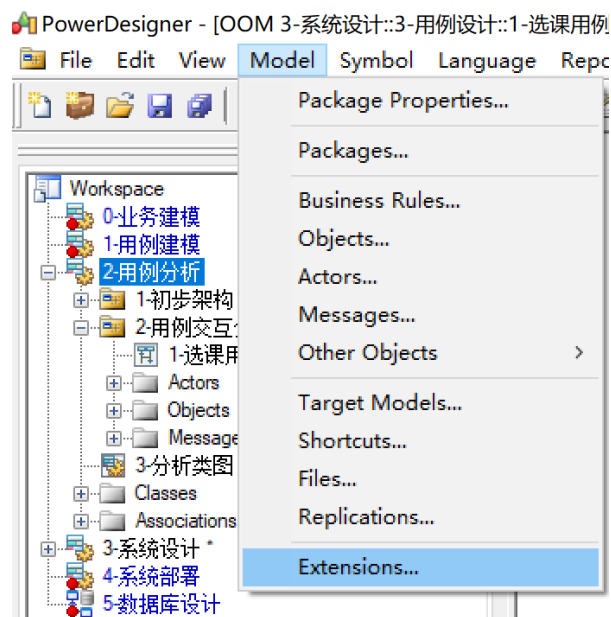 PowerDesigner - [OOM 3-系统设计::3-用例设计::1-选课用例
File Edit View Model Symbol Language Repo
Package Properties...
Packages...
Business Rules...
Objects...
Actors...
Messages...
Other Objects
Target Models...
Shortcuts...
Files...
Replications...
Extensions...
Workspace
0-业务建模
1-用例建模
2-用例分析
1-初步架构
2-用例交互
1-选课用
Actors
Objects
Message
3-分析类图
Classes
Associations
3-系统设计 *
4-系统部署
5-数据库设计